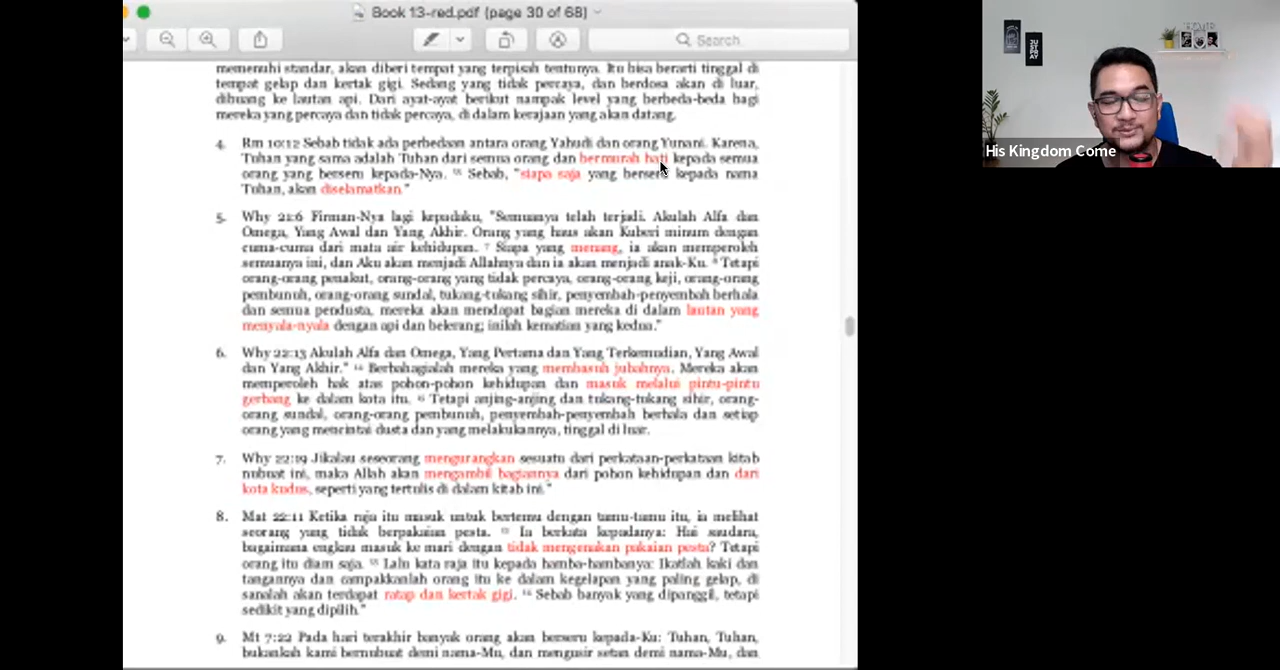 Book 13-red.pdf (page 30 of 68)
Search
memenuhi standar, akan diberi tempat yang terpisah tentunya. Itu bisa berarti tinggal di
tempat gelap dan kertak gigi. Sedang yang tidak percaya, dan berdosa akan di luar,
dibuang ke lautan api. Dari ayat-ayat berikut nampak level yang berbeda-beda bagi
mereka yang percaya dan tidak percaya, di dalam kerajaan yang akan datang.
4. Rm 10:12 Sebab tidak ada perbedaan antara orang Yahudi dan orang Yunani. Karena,
Tuhan yang sama adalah Tuhan dari semua orang dan bermurah hati kepada semua
orang yang berseru kepada-Nya. 13 Sebab, "siapa saja yang berseru kepada nama
Tuhan, akan diselamatkan."
5. Why 21:6 Firman-Nya lagi kepadaku, "Semuanya telah terjadi. Akulah Alfa dan
Omega, Yang Awal dan Yang Akhir. Orang yang haus akan Kuberi minum dengan
cuma-cuma dari mata air kehidupan. 7 Siapa yang menang, ia akan memperoleh
semuanya ini, dan Aku akan menjadi Allahnya dan ia akan menjadi anak-Ku. 8 Tetapi
orang-orang penakut, orang-orang yang tidak percaya, orang-orang keji, orang-orang
pembunuh, orang-orang sundal, tukang-tukang sihir, penyembah-penyembah berhala
dan semua pendusta, mereka akan mendapat bagian mereka di dalam lautan yang
menyala-nyala dengan api dan belerang; inilah kematian yang kedua."
6. Why 22:13 Akulah Alfa dan Omega, Yang Pertama dan Yang Terkemudian, Yang Awal
dan Yang Akhir." 14 Berbahagialah mereka yang membasuh jubahnya. Mereka akan
memperoleh hak atas pohon-pohon kehidupan dan masuk melalui pintu-pintu
gerbang ke dalam kota itu. 15 Tetapi anjing-anjing dan tukang-tukang sihir, orang-
orang sundal, orang-orang pembunuh, penyembah-penyembah berhala dan setiap
orang yang mencintai dusta dan yang melakukannya, tinggal di luar.
7. Why 22:19 Jikalau seseorang mengurangkan sesuatu dari perkataan-perkataan kitab
nubuat ini, maka Allah akan mengambil bagiannya dari pohon kehidupan dan dari
kota kudus, seperti yang tertulis di dalam kitab ini."
8. Mat 22:11 Ketika raja itu masuk untuk bertemu dengan tamu-tamu itu, ia melihat
seorang yang tidak berpakaian pesta. 12 Ia berkata kepadanya: Hai saudara,
bagaimana engkau masuk ke mari dengan tidak mengenakan pakaian pesta? Tetapi
orang itu diam saja. 13 Lalu kata raja itu kepada hamba-hambanya: Ikatlah kaki dan
tangannya dan campakkanlah orang itu ke dalam kegelapan yang paling gelap, di
sanalah akan terdapat ratap dan kertak gigi. 14 Sebab banyak yang dipanggil, tetapi
sedikit yang dipilih."
9. Mt 7:22 Pada hari terakhir banyak orang akan berseru kepada-Ku: Tuhan, Tuhan,
bukankah kami bernubuat demi nama-Mu, dan mengusir setan demi nama-Mu, dan
JUST
PRAY
His Kingdom Come